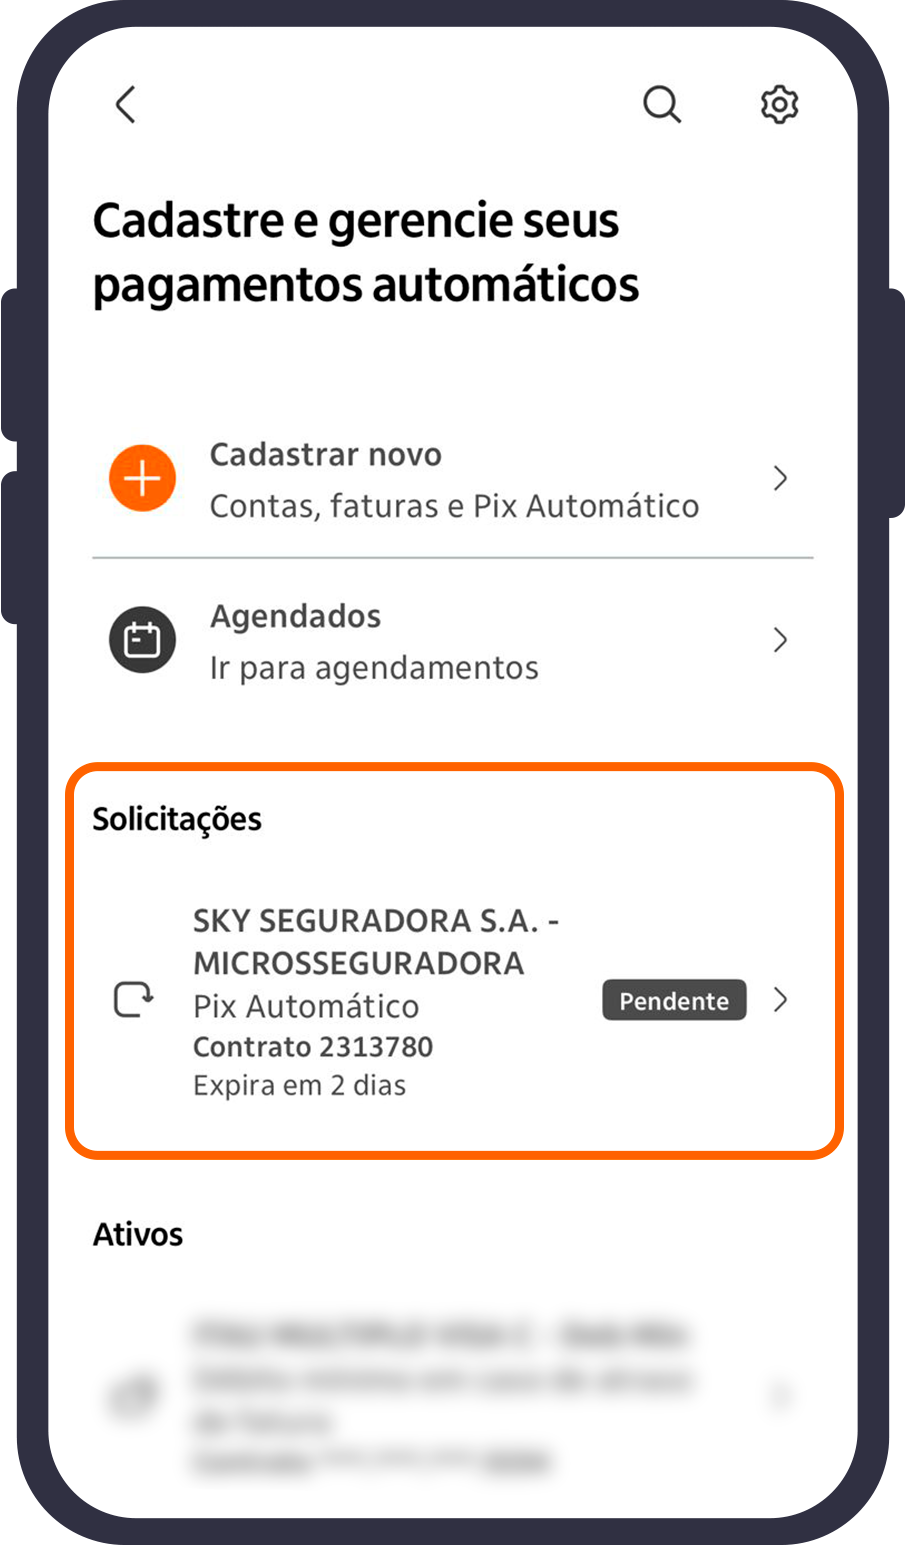 Cadastre e gerencie seus
pagamentos automáticos
Cadastrar novo
Contas, faturas e Pix Automático
Agendados
Ir para agendamentos
Solicitações
SKY SEGURADORA S.A. -
MICROSSEGURADORA
Pix Automático
Pendente
Contrato 2313780
Expira em 2 dias
Ativos